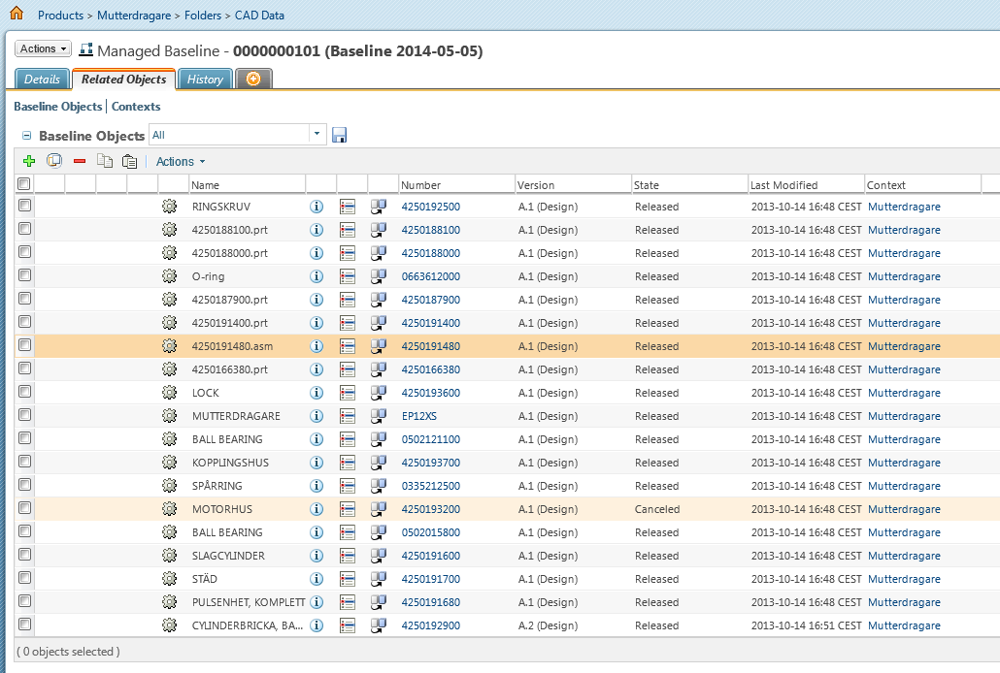 Products > Mutterdragare > Folders > CAD Data
Actions Managed Baseline - 0000000101 (Baseline 2014-05-05)
Details Related Objects History
Baseline Objects | Contexts
Baseline Objects All
Actions
Name Number Version State Last Modified Context
RINGSKRUV 4250192500 A.1 (Design) Released 2013-10-14 16:48 CEST Mutterdragare
4250188100.prt 4250188100 A.1 (Design) Released 2013-10-14 16:48 CEST Mutterdragare
4250188000.prt 4250188000 A.1 (Design) Released 2013-10-14 16:48 CEST Mutterdragare
O-ring 0663612000 A.1 (Design) Released 2013-10-14 16:48 CEST Mutterdragare
4250187900.prt 4250187900 A.1 (Design) Released 2013-10-14 16:48 CEST Mutterdragare
4250191400.prt 4250191400 A.1 (Design) Released 2013-10-14 16:48 CEST Mutterdragare
4250191480.asm 4250191480 A.1 (Design) Released 2013-10-14 16:48 CEST Mutterdragare
4250166380.prt 4250166380 A.1 (Design) Released 2013-10-14 16:48 CEST Mutterdragare
LOCK 4250193600 A.1 (Design) Released 2013-10-14 16:48 CEST Mutterdragare
MUTTERDRAGARE EP12XS A.1 (Design) Released 2013-10-14 16:48 CEST Mutterdragare
BALL BEARING 0502121100 A.1 (Design) Released 2013-10-14 16:48 CEST Mutterdragare
KOPPLINGSHUS 4250193700 A.1 (Design) Released 2013-10-14 16:48 CEST Mutterdragare
SPÅRRING 0335212500 A.1 (Design) Released 2013-10-14 16:48 CEST Mutterdragare
MOTORHUS 4250193200 A.1 (Design) Canceled 2013-10-14 16:48 CEST Mutterdragare
BALL BEARING 0502015800 A.1 (Design) Released 2013-10-14 16:48 CEST Mutterdragare
SLAGCYLINDER 4250191600 A.1 (Design) Released 2013-10-14 16:48 CEST Mutterdragare
STÄD 4250191700 A.1 (Design) Released 2013-10-14 16:48 CEST Mutterdragare
PULSENHET, KOMPLETT 4250191680 A.1 (Design) Released 2013-10-14 16:48 CEST Mutterdragare
CYLINDERBRICKA, BA... 4250192900 A.2 (Design) Released 2013-10-14 16:51 CEST Mutterdragare
( 0 objects selected )